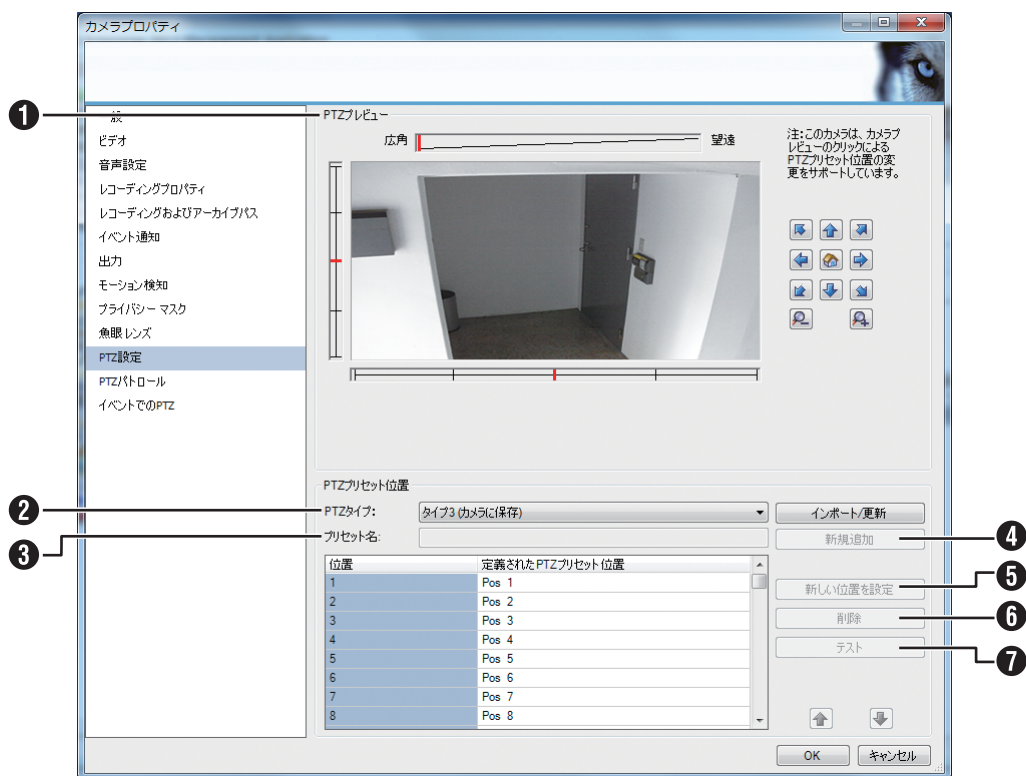 カメラプロパティ
❶
般
ビデオ
音声設定
レコーディングプロパティ
レコーディングおよびアーカイブパス
イベント通知
出力
モーション検知
プライバシー マスク
魚眼レンズ
PTZ設定
PTZパトロール
イベントでのPTZ
PTZプレビュー
広角
望遠
注:このカメラは、カメラプ
レビューのクリックによる
PTZプリセット位置の変
更をサポートしています。
PTZプリセット位置
❷
PTZタイプ:
タイプ3 (カメラに保存)
インポート/更新
❸
プリセット名:
新規追加
❹
位置
定義されたPTZプリセット位置
1
Pos 1
2
Pos 2
3
Pos 3
4
Pos 4
5
Pos 5
6
Pos 6
7
Pos 7
8
Pos 8
新しい位置を設定
❺
削除
❻
テスト
❼
OK
キャンセル